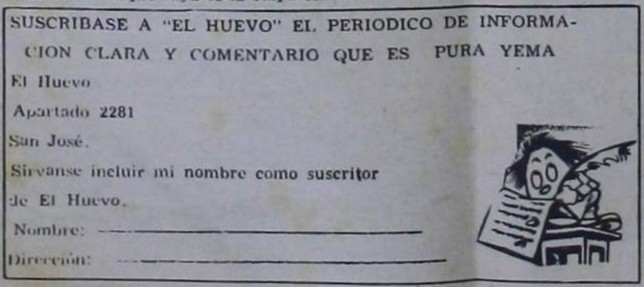 SUSCRIBASE A "EL HUEVO" EL PERIODICO DE INFORMA-
CION CLARA Y COMENTARIO QUE ES PURA YEMA
El Huevo
Apartado 2281
San José.
Sírvanse incluir mi nombre como suscritor
de El Huevo.
Nombre:
Dirección: